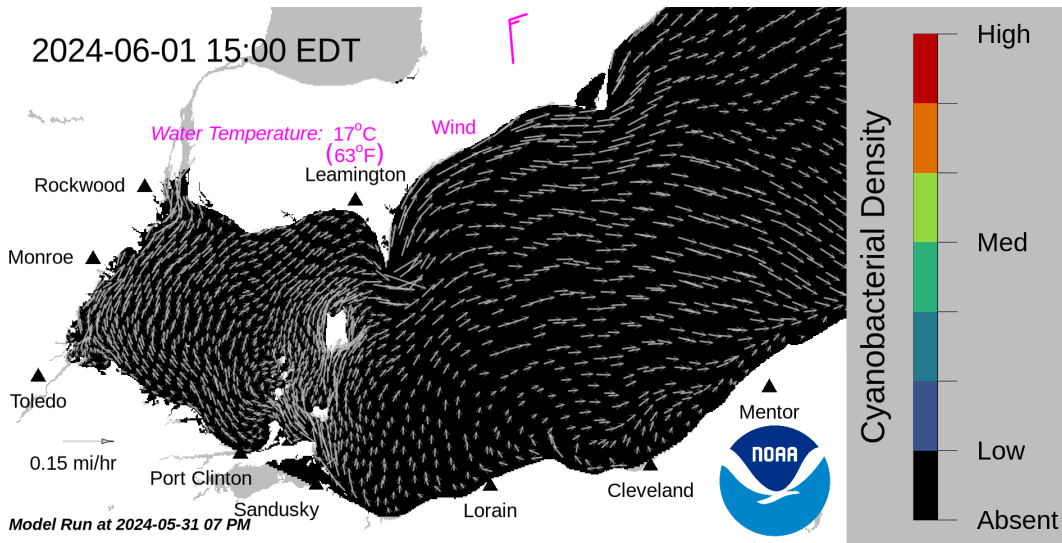 2024-06-01 15:00 EDT
Water Temperature: 17°C
(63°F)
Wind
Leamington
Rockwood
Monroe
Toledo
0.15 mi/hr
Port Clinton
Sandusky
Lorain
Cleveland
Mentor
NOAA
Model Run at 2024-05-31 07 PM
Cyanobacterial Density
High
Med
Low
Absent